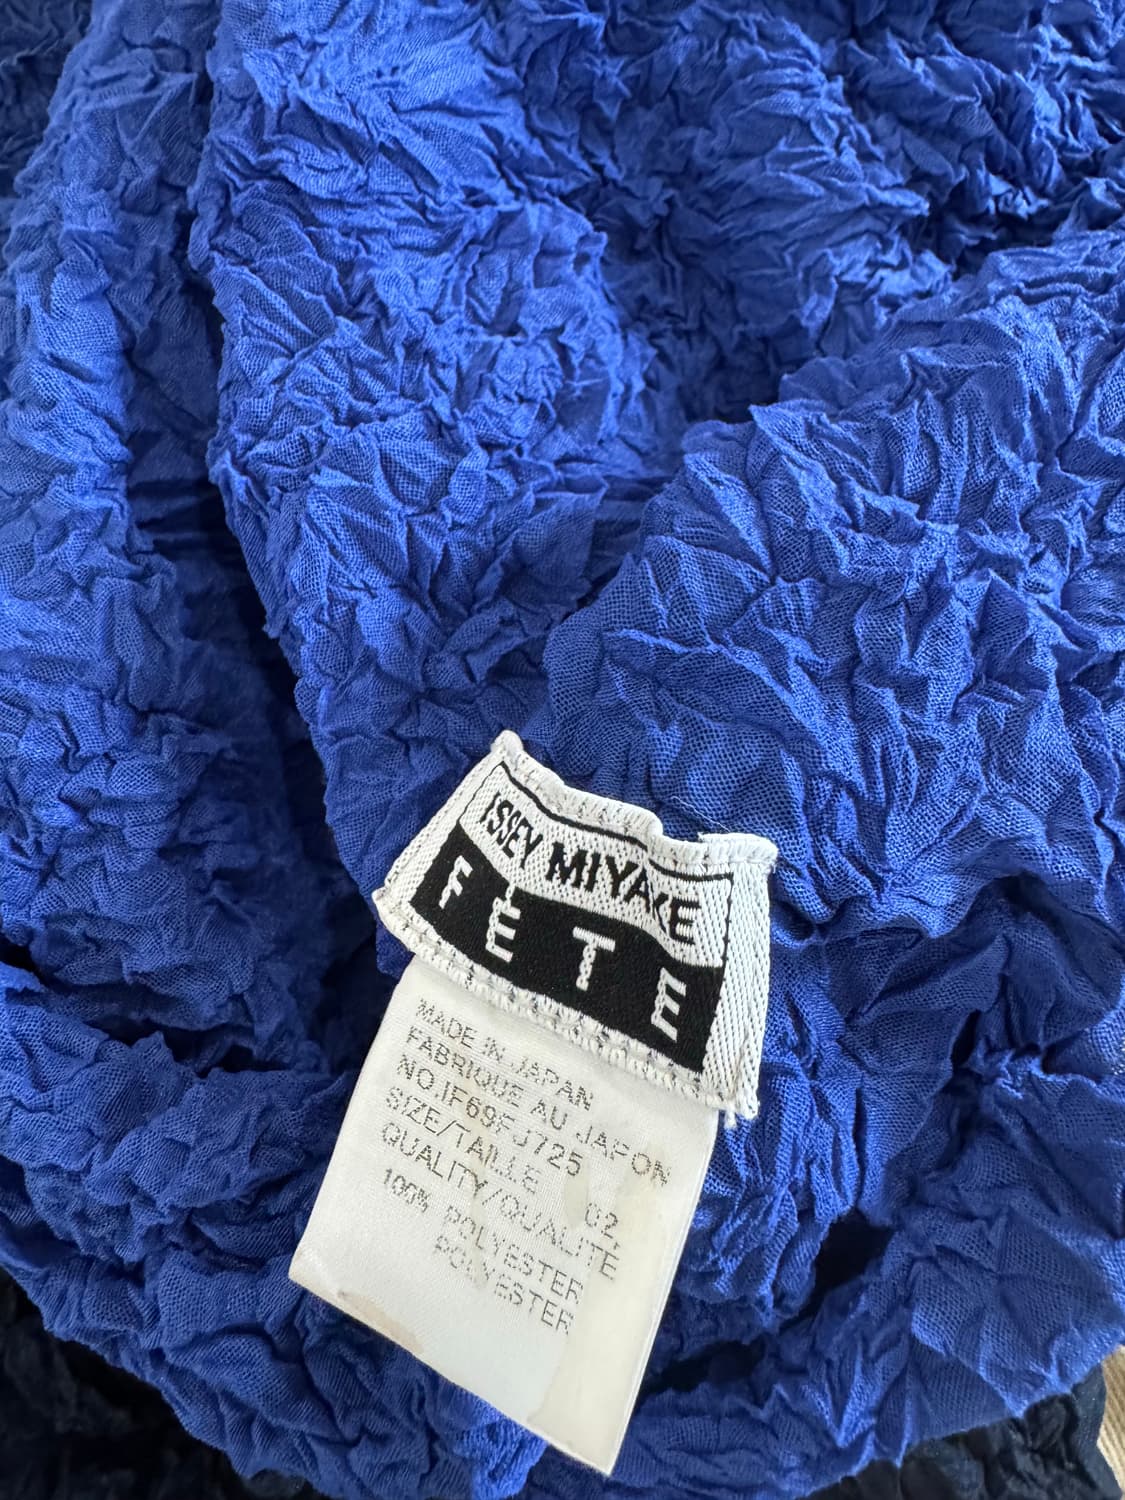 ISSEY MIYAKE
FETE
MADE IN JAPAN
FABRIQUE AU JAPON
NO.IF69FJ725
SIZE/TAILLE 02,
QUALITY/QUALITE
100% POLYESTER
POLYESTER